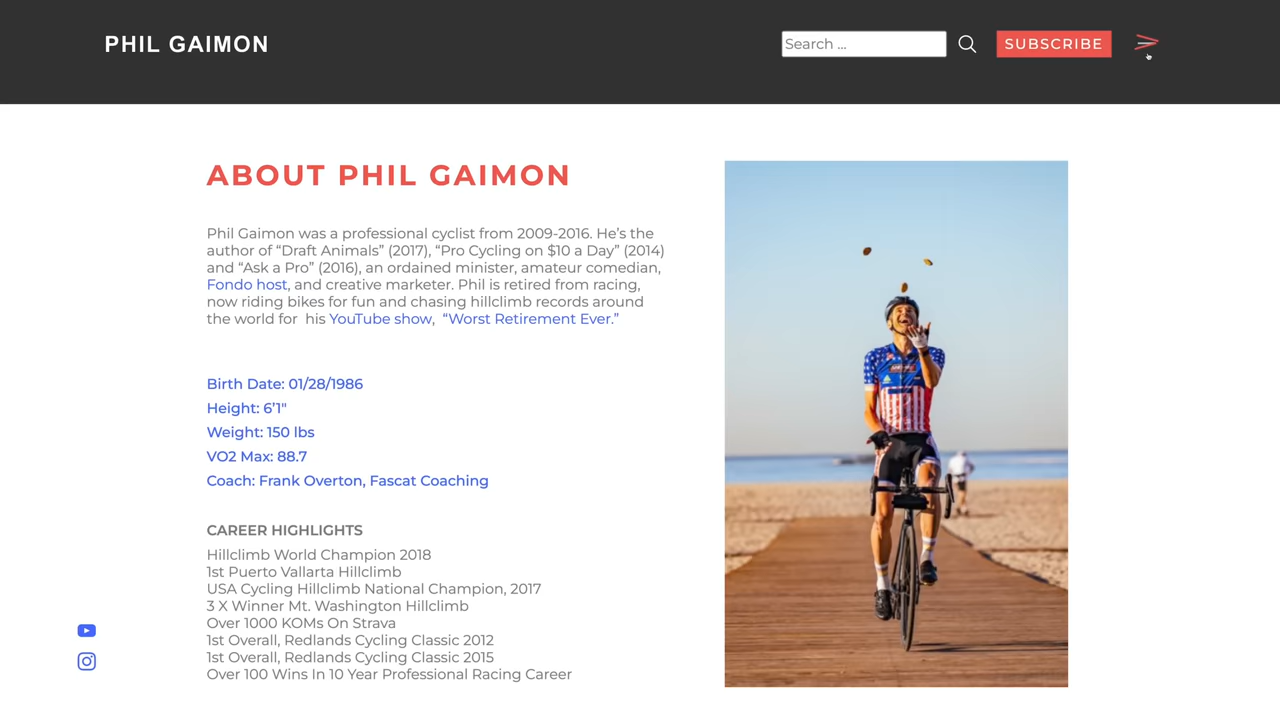 PHIL GAIMON
Search ...
SUBSCRIBE
ABOUT PHIL GAIMON
Phil Gaimon was a professional cyclist from 2009-2016. He’s the
author of “Draft Animals” (2017), “Pro Cycling on $10 a Day” (2014)
and “Ask a Pro” (2016), an ordained minister, amateur comedian,
Fondo host, and creative marketer. Phil is retired from racing,
now riding bikes for fun and chasing hillclimb records around
the world for his YouTube show, “Worst Retirement Ever.”
Birth Date: 01/28/1986
Height: 6’1"
Weight: 150 lbs
VO2 Max: 88.7
Coach: Frank Overton, Fascat Coaching
CAREER HIGHLIGHTS
Hillclimb World Champion 2018
1st Puerto Vallarta Hillclimb
USA Cycling Hillclimb National Champion, 2017
3 X Winner Mt. Washington Hillclimb
Over 1000 KOMs On Strava
1st Overall, Redlands Cycling Classic 2012
1st Overall, Redlands Cycling Classic 2015
Over 100 Wins In 10 Year Professional Racing Career